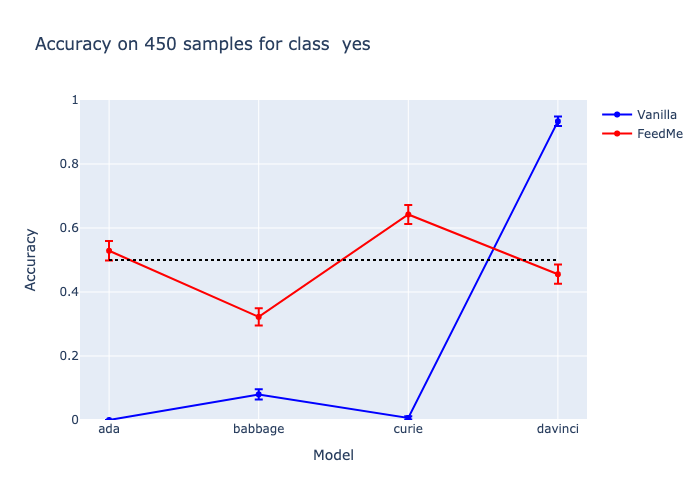 Accuracy on 450 samples for class  yes
Vanilla
FeedMe
Accuracy
1
0.8
0.6
0.4
0.2
0
ada
babbage
curie
davinci
Model